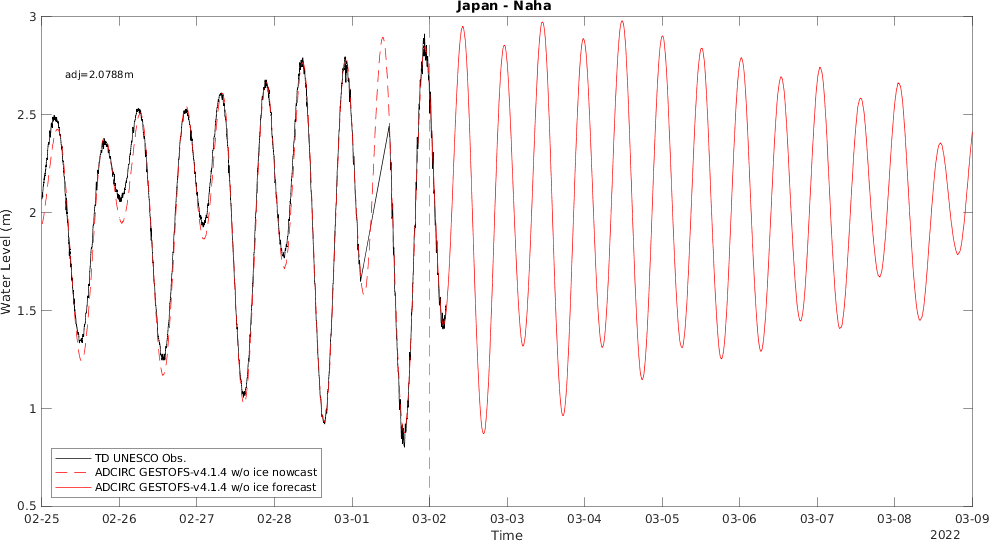 Japan - Naha
adj=2.0788m
3
2.5
2
1.5
1
0.5
Water Level (m)
TD UNESCO Obs.
ADCIRC GESTOFS-v4.1.4 w/o ice nowcast
ADCIRC GESTOFS-v4.1.4 w/o ice forecast
02-25 02-26 02-27 02-28 03-01 03-02 03-03 03-04 03-05 03-06 03-07 03-08 03-09
Time
2022